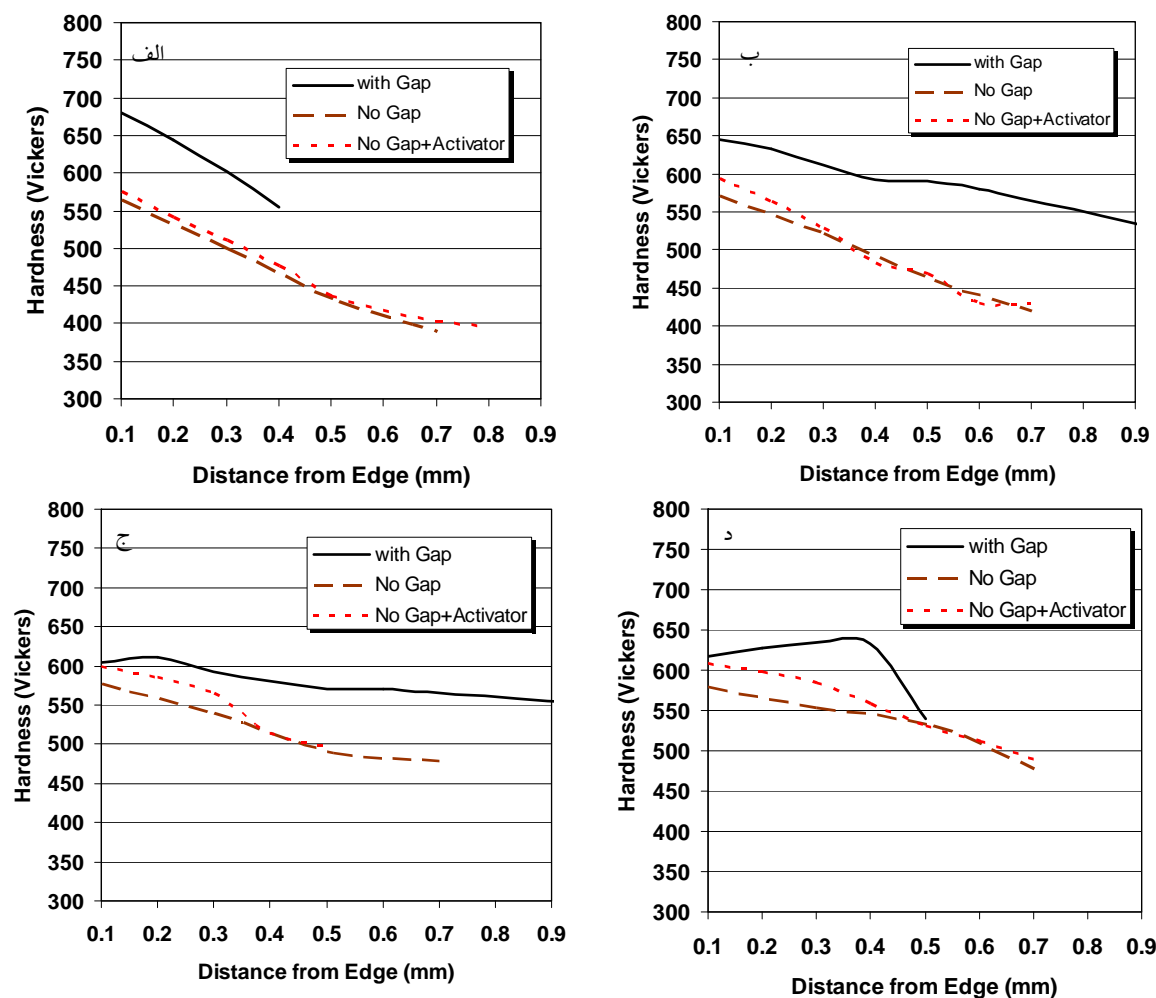 الف
800
750
700
650
600
550
500
450
400
350
300
Hardness (Vickers)
with Gap
No Gap
No Gap+Activator
0.1 0.2 0.3 0.4 0.5 0.6 0.7 0.8 0.9
Distance from Edge (mm)
ب
800
750
700
650
600
550
500
450
400
350
300
Hardness (Vickers)
with Gap
No Gap
No Gap+Activator
0.1 0.2 0.3 0.4 0.5 0.6 0.7 0.8 0.9
Distance from Edge (mm)
ج
800
750
700
650
600
550
500
450
400
350
300
Hardness (Vickers)
with Gap
No Gap
No Gap+Activator
0.1 0.2 0.3 0.4 0.5 0.6 0.7 0.8 0.9
Distance from Edge (mm)
د
800
750
700
650
600
550
500
450
400
350
300
Hardness (Vickers)
with Gap
No Gap
No Gap+Activator
0.1 0.2 0.3 0.4 0.5 0.6 0.7 0.8 0.9
Distance from Edge (mm)